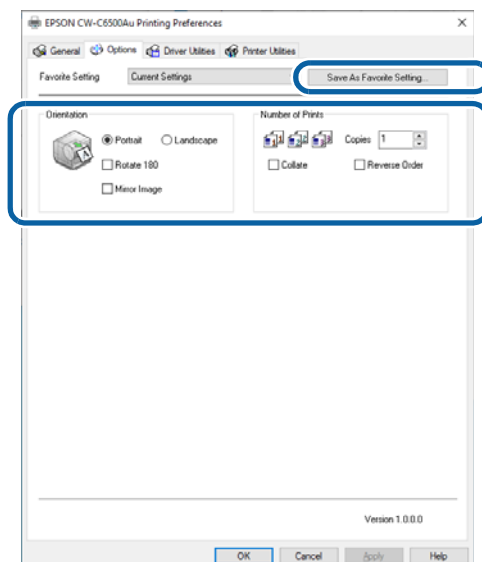 EPSON CW-C6500Au Printing Preferences
General Options Driver Utilities Printer Utilities
Favorite Setting Current Settings Save As Favorite Setting...
Orientation Number of Prints
Portrait Landscape Copies 1
Rotate 180 Collate Reverse Order
Mirror Image
Version 1.0.0.0
OK Cancel Apply Help